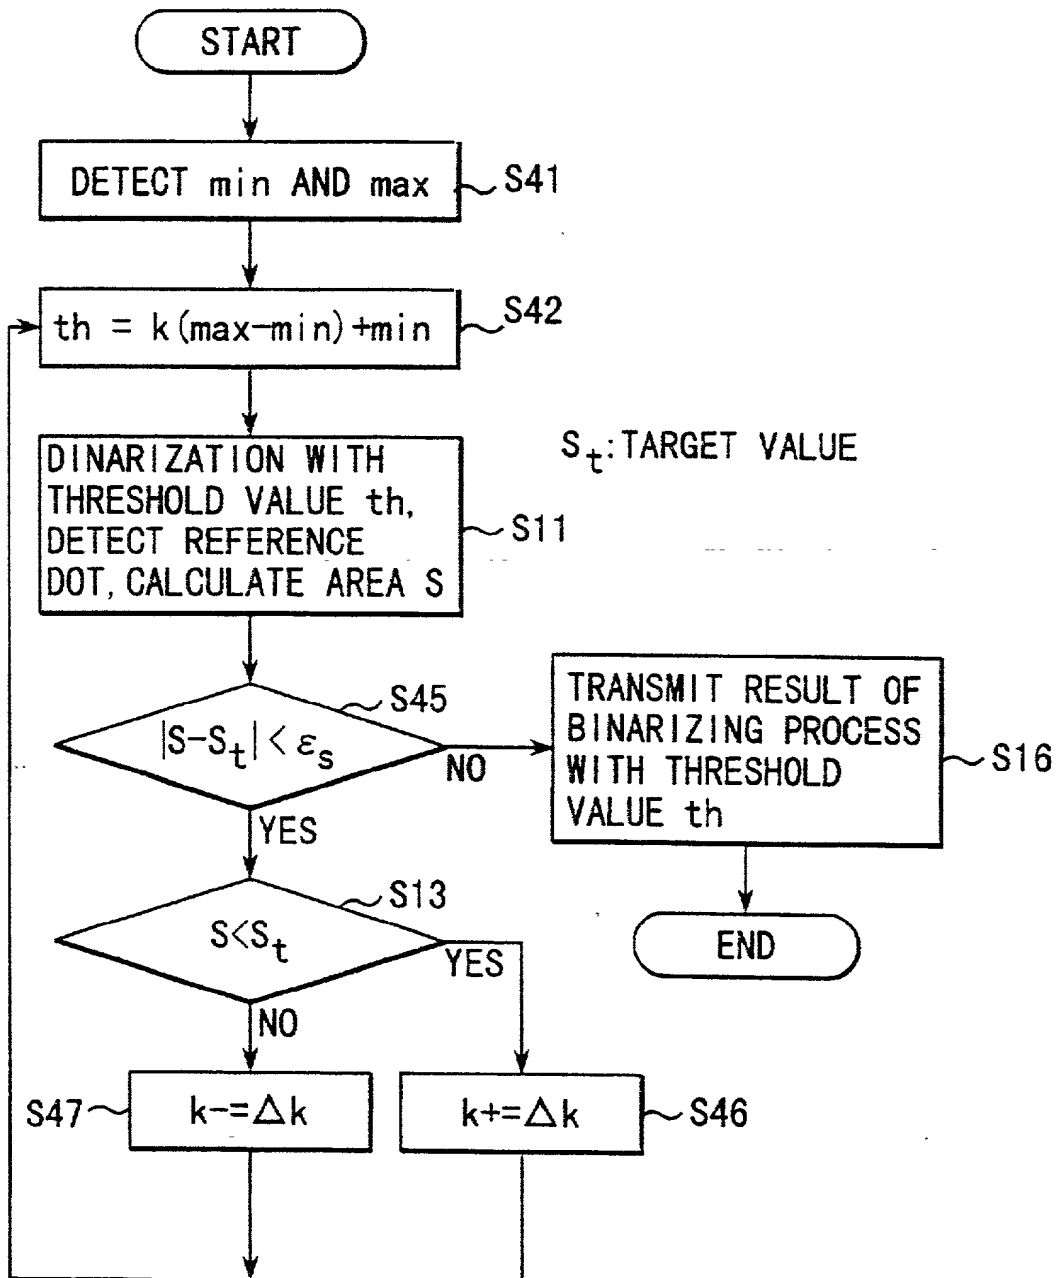 START
DETECT min AND max
S41
th = k(max-min)+min
S42
DINARIZATION WITH
THRESHOLD VALUE th,
DETECT REFERENCE
DOT, CALCULATE AREA S
S11
St: TARGET VALUE
|S-St| < εs
S45
NO
YES
TRANSMIT RESULT OF
BINARIZING PROCESS
WITH THRESHOLD
VALUE th
S16
END
S<St
S13
YES
NO
S47
k-=Δk
k+=Δk
S46